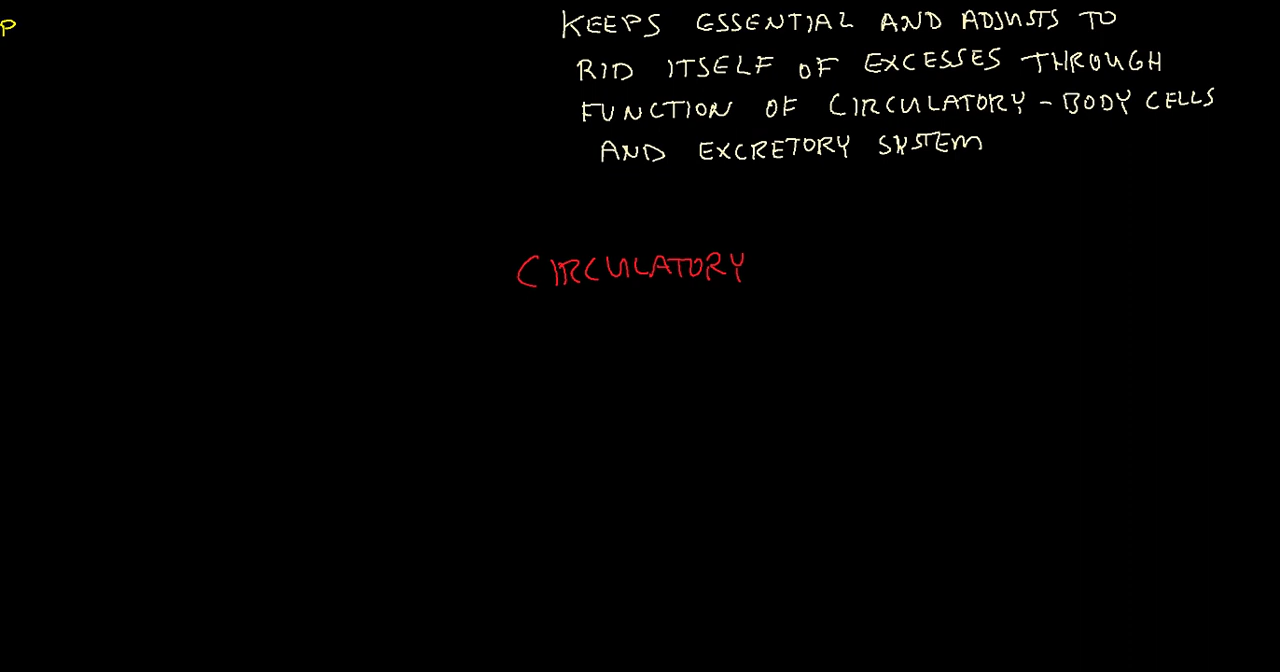 P
KEEPS ESSENTIAL AND ADJUSTS TO
RID ITSELF OF EXCESSES THROUGH
FUNCTION OF CIRCULATORY - BODY CELLS
AND EXCRETORY SYSTEM
CIRCULATORY